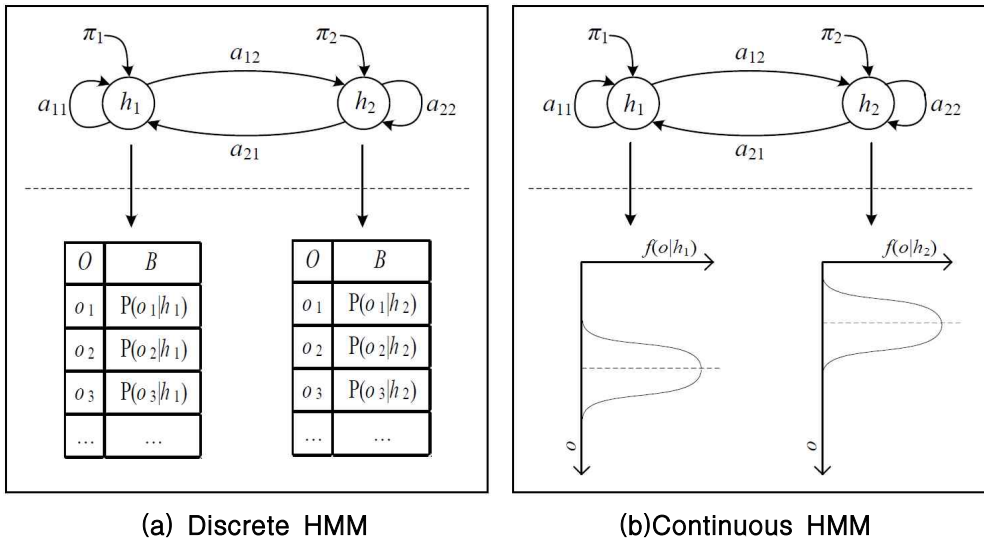 π1 π2
a12
a11 h1 h2 a22
a21
O B
o1 P(o1|h1)
o2 P(o2|h1)
o3 P(o3|h1)
... ...
O B
o1 P(o1|h2)
o2 P(o2|h2)
o3 P(o3|h2)
... ...
(a) Discrete HMM
π1 π2
a12
a11 h1 h2 a22
a21
f(o|h1)
o
f(o|h2)
o
(b)Continuous HMM